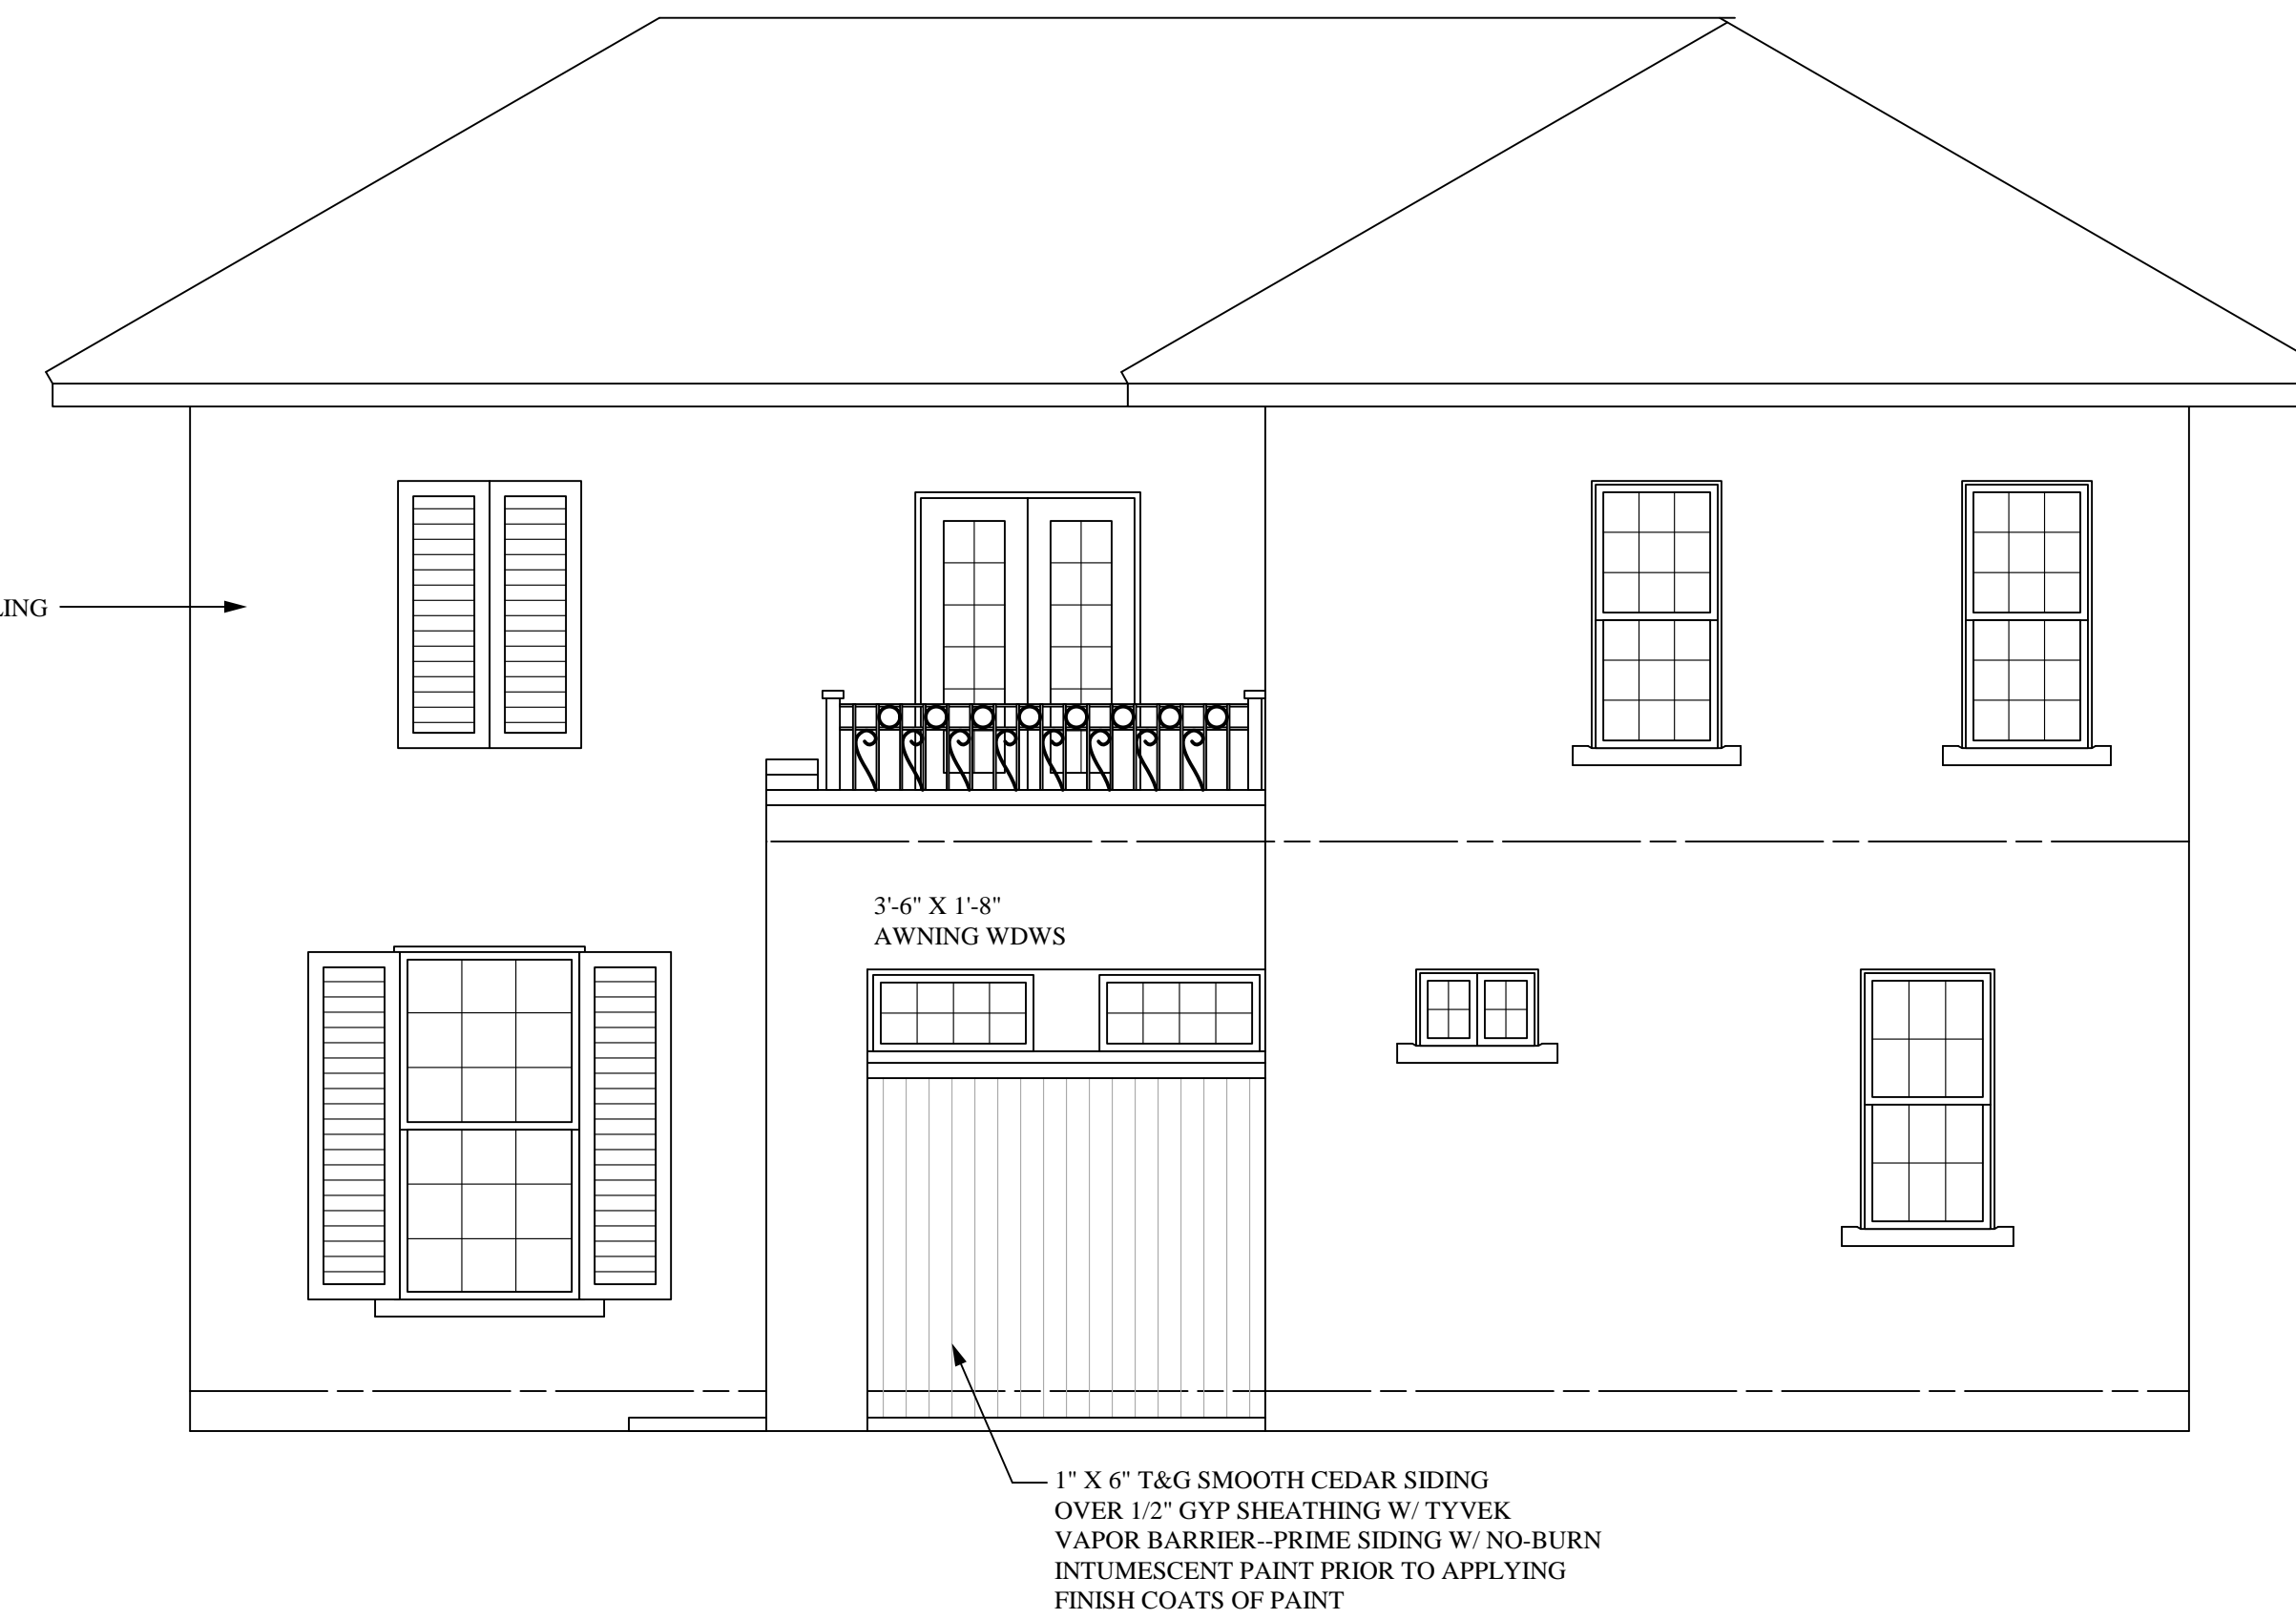 LING
3'-6" X 1'-8"
AWNING WDWS
1" X 6" T&G SMOOTH CEDAR SIDING
OVER 1/2" GYP SHEATHING W/ TYVEK
VAPOR BARRIER--PRIME SIDING W/ NO-BURN
INTUMESCENT PAINT PRIOR TO APPLYING
FINISH COATS OF PAINT